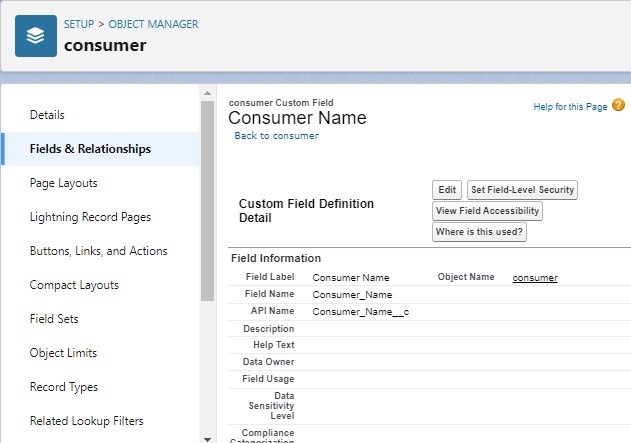 SETUP > OBJECT MANAGER
consumer
Details
Fields & Relationships
Page Layouts
Lightning Record Pages
Buttons, Links, and Actions
Compact Layouts
Field Sets
Object Limits
Record Types
Related Lookup Filters
consumer Custom Field
Consumer Name
Back to consumer
Help for this Page ?
Custom Field Definition
Detail
Edit Set Field-Level Security
View Field Accessibility
Where is this used?
Field Information
Field Label Consumer Name Object Name consumer
Field Name Consumer_Name
API Name Consumer_Name__c
Description
Help Text
Data Owner
Field Usage
Data
Sensitivity
Level
Compliance
Categorization